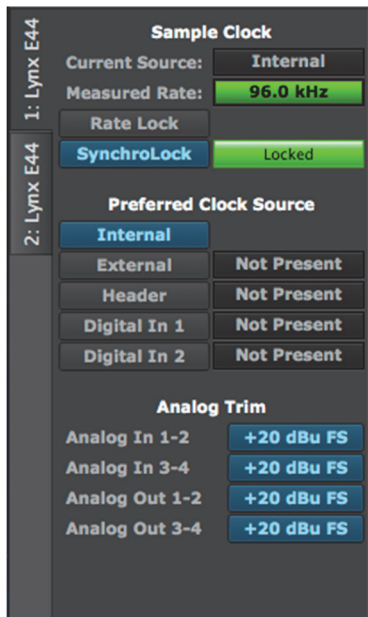 1: Lynx E44
2: Lynx E44
Sample Clock
Current Source: Internal
Measured Rate: 96.0 kHz
Rate Lock
SynchroLock Locked
Preferred Clock Source
Internal
External Not Present
Header Not Present
Digital In 1 Not Present
Digital In 2 Not Present
Analog Trim
Analog In 1-2 +20 dBu FS
Analog In 3-4 +20 dBu FS
Analog Out 1-2 +20 dBu FS
Analog Out 3-4 +20 dBu FS